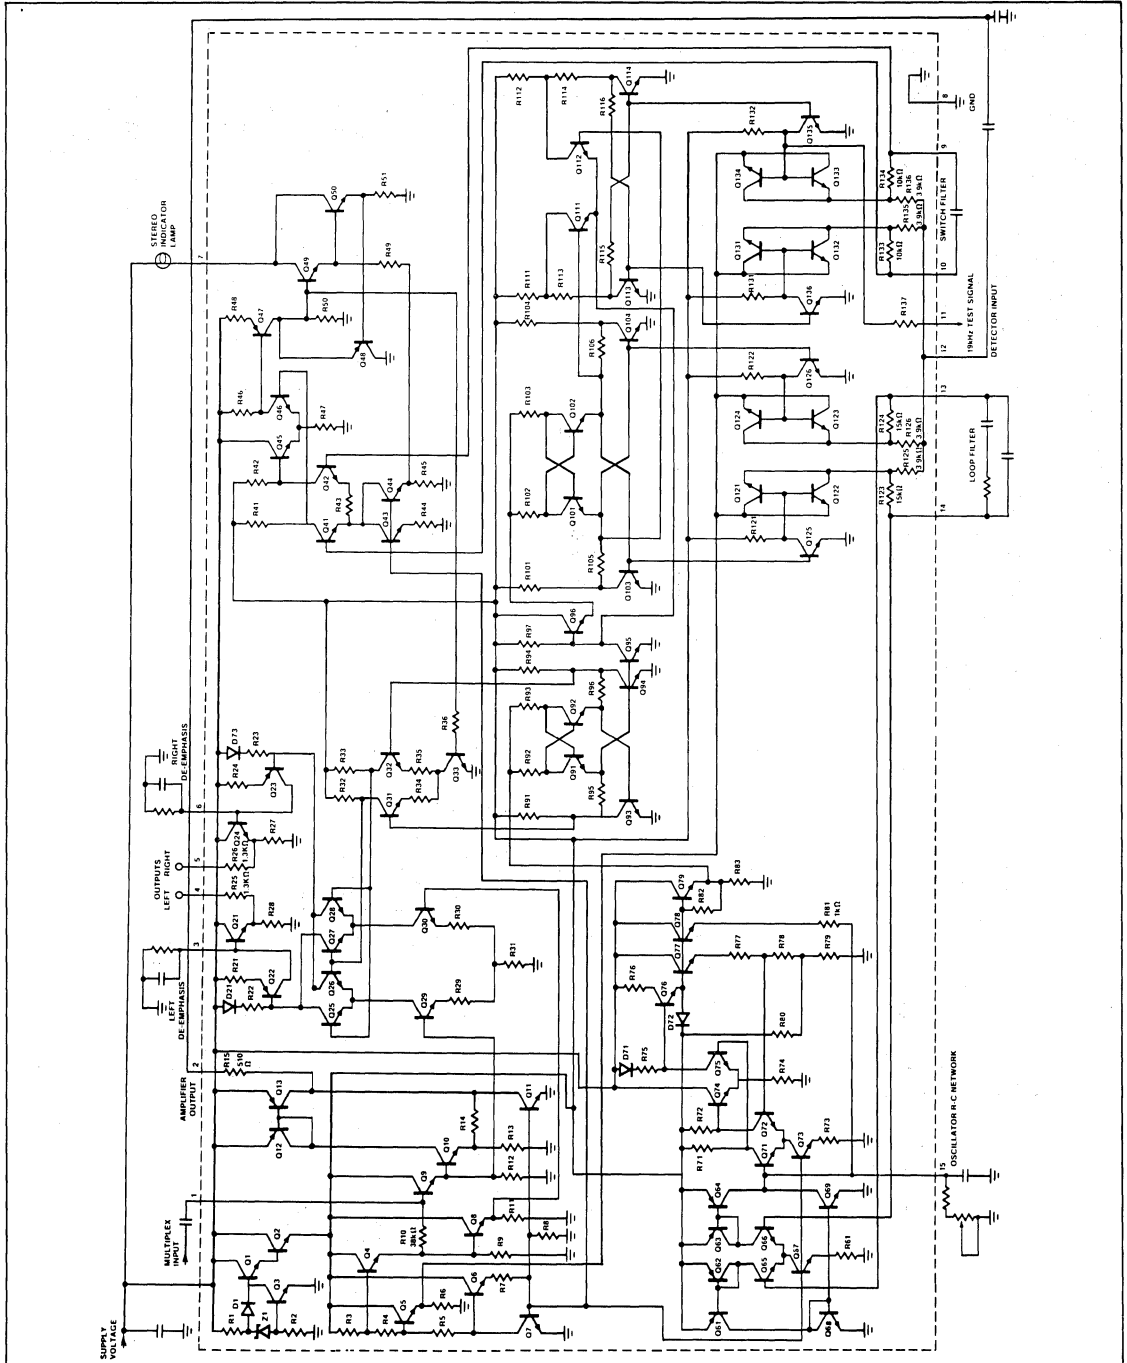 SUPPLY VOLTAGE
MULTIPLEX INPUT
1
AMPLIFIER OUTPUT
2
LEFT DE-EMPHASIS
3
OUTPUTS
LEFT
RIGHT
4
5
6
RIGHT DE-EMPHASIS
STEREO INDICATOR LAMP
7
R1
D1
Z1
Q1
Q2
Q3
R2
R3
R4
R5
Q4
Q5
R6
Q6
R7
Q7
R8
R9
Q8
R10
38kΩ
R11
Q9
Q10
R12
R13
R14
Q11
Q12
Q13
R15
510 Ω
D21
R21
R22
Q22
Q21
R28
R25
1.3KΩ
R26
1.3KΩ
Q24
R27
R24
Q23
D73
R23
Q25
Q26
Q27
Q28
Q29
Q30
R29
R30
R31
R32
R33
Q31
Q32
R34
R35
Q33
R36
R41
R42
Q41
Q42
R43
Q43
Q44
R44
R45
Q45
Q46
R46
R47
Q47
R48
Q48
R50
Q49
R49
Q50
R51
Q61
Q62
Q63
Q64
Q65
Q66
Q67
R61
Q68
Q69
R71
R72
Q71
Q72
Q73
R73
Q74
Q75
R74
D71
R75
Q76
R76
D72
Q77
Q78
Q79
R77
R78
R79
R80
R81
1kΩ
R82
R83
R91
R92
R93
R94
R97
Q91
Q92
R95
R96
Q93
Q94
Q95
Q96
R101
R102
R103
R104
Q101
Q102
R105
R106
Q103
Q104
R111
R112
R113
R114
Q111
Q112
R115
R116
Q113
Q114
R121
Q121
Q122
Q125
R123
15kΩ
R125
3.9kΩ
R126
3.9kΩ
R124
15kΩ
Q124
Q123
R122
Q126
R131
Q131
Q132
Q136
R133
10kΩ
R135
3.9kΩ
R136
3.9kΩ
R134
10kΩ
Q134
Q133
R132
Q135
R137
15
OSCILLATOR R-C NETWORK
14
LOOP FILTER
13
12
DETECTOR INPUT
11
19kHz TEST SIGNAL
10
SWITCH FILTER
9
8
GND